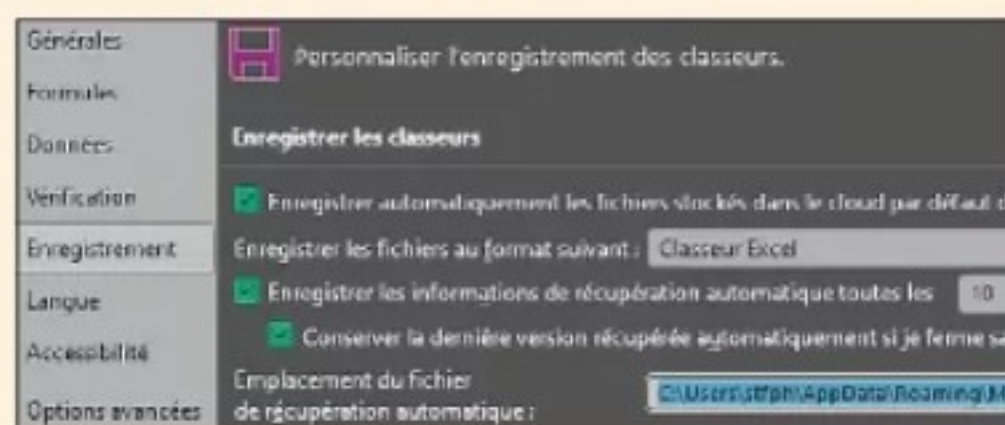 Générales
Formules
Données
Vérification
Enregistrement
Langue
Accessibilité
Options avancées
Personnaliser l'enregistrement des classeurs.
Enregistrer les classeurs
Enregistrer automatiquement les fichiers stockés dans le cloud par défaut d
Enregistrer les fichiers au format suivant : Classeur Excel
Enregistrer les informations de récupération automatique toutes les 10
Conserver la dernière version récupérée automatiquement si je ferme sa
Emplacement du fichier
de récupération automatique : C:\Users\stfph\AppData\Roaming\M